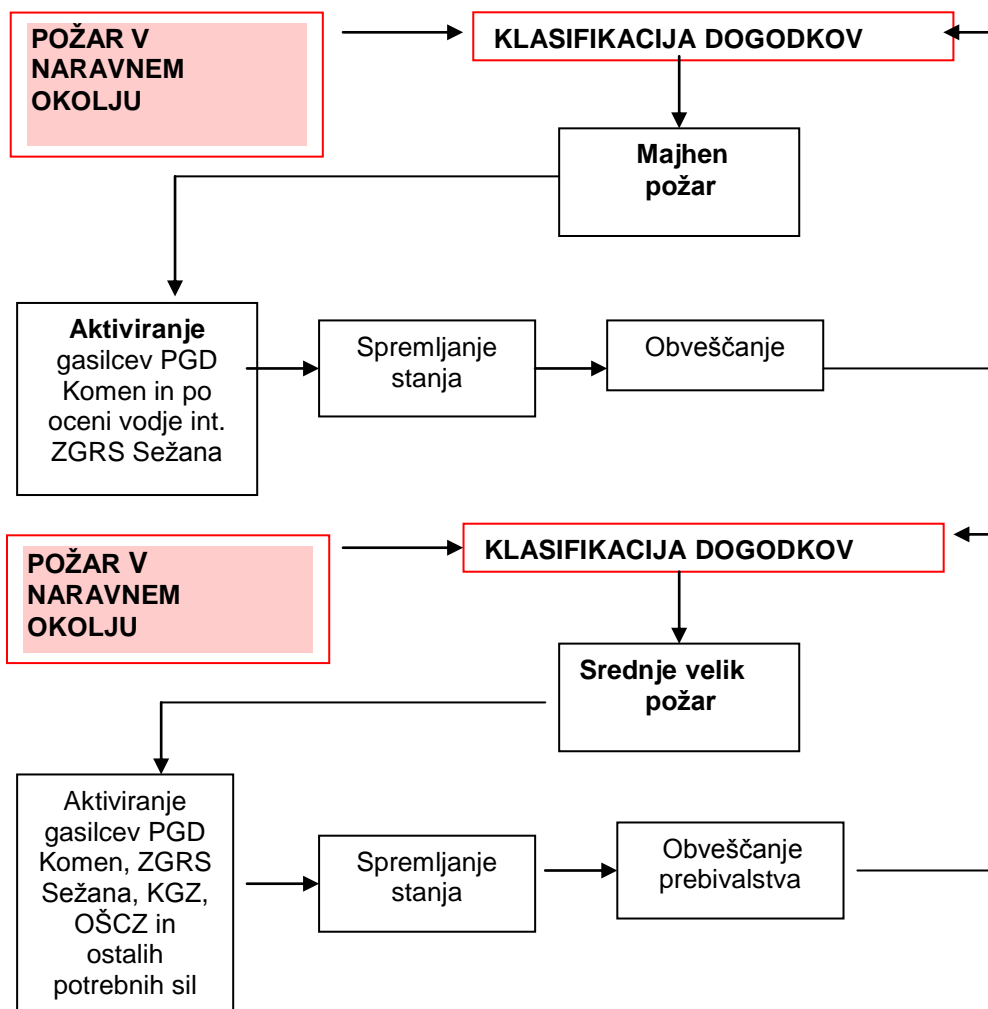 POŽAR V
NARAVNEM
OKOLJU
KLASIFIKACIJA DOGODKOV
Majhen
požar
Aktiviranje
gasilcev PGD
Komen in po
oceni vodje int.
ZGRS Sežana
Spremljanje
stanja
Obveščanje
POŽAR V
NARAVNEM
OKOLJU
KLASIFIKACIJA DOGODKOV
Srednje velik
požar
Aktiviranje
gasilcev PGD
Komen, ZGRS
Sežana, KGZ,
OŠCZ in
ostalih
potrebnih sil
Spremljanje
stanja
Obveščanje
prebivalstva